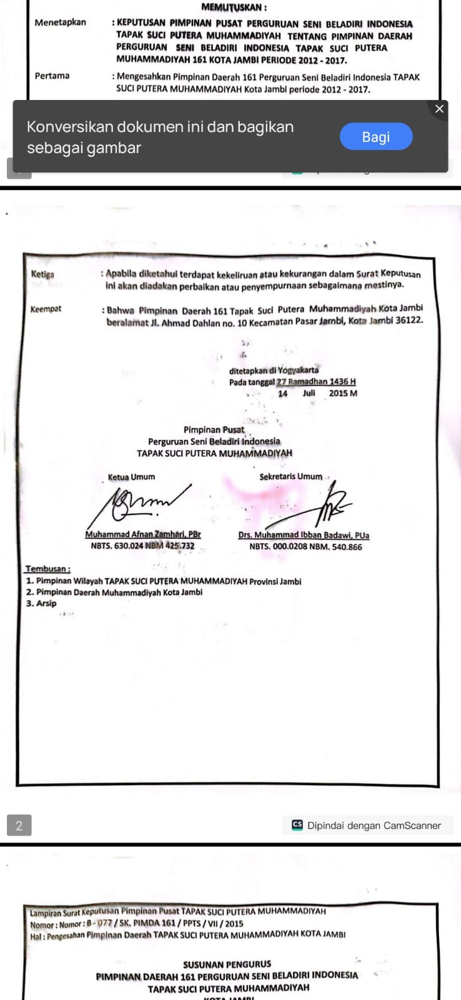 MEMUTUSKAN :
Menetapkan : KEPUTUSAN PIMPINAN PUSAT PERGURUAN SENI BELADIRI INDONESIA
TAPAK SUCI PUTERA MUHAMMADIYAH TENTANG PIMPINAN DAERAH
PERGURUAN SENI BELADIRI INDONESIA TAPAK SUCI PUTERA
MUHAMMADIYAH 161 KOTA JAMBI PERIODE 2012 - 2017.
Pertama : Mengesahkan Pimpinan Daerah 161 Perguruan Seni Beladiri Indonesia TAPAK
SUCI PUTERA MUHAMMADIYAH Kota Jambi periode 2012 - 2017.
Konversikan dokumen ini dan bagikan
sebagai gambar
Bagi
Ketiga : Apabila diketahui terdapat kekeliruan atau kekurangan dalam Surat Keputusan
ini akan diadakan perbaikan atau penyempurnaan sebagaimana mestinya.
Keempat : Bahwa Pimpinan Daerah 161 Tapak Suci Putera Muhammadiyah Kota Jambi
beralamat Jl. Ahmad Dahlan no. 10 Kecamatan Pasar Jambi, Kota Jambi 36122.
ditetapkan di Yogyakarta
Pada tanggal 27 Ramadhan 1436 H
14 Juli 2015 M
Pimpinan Pusat
Perguruan Seni Beladiri Indonesia
TAPAK SUCI PUTERA MUHAMMADIYAH
Ketua Umum Sekretaris Umum
Muhammad Afnan Zamhari, PBr Drs. Muhammad Ibban Badawi, PUa
NBTS. 630.024 NBM 425.732 NBTS. 000.0208 NBM. 540.866
Tembusan :
1. Pimpinan Wilayah TAPAK SUCI PUTERA MUHAMMADIYAH Provinsi Jambi
2. Pimpinan Daerah Muhammadiyah Kota Jambi
3. Arsip
2
CS Dipindai dengan CamScanner
Lampiran Surat Keputusan Pimpinan Pusat TAPAK SUCI PUTERA MUHAMMADIYAH
Nomor : Nomor : B - 077 / SK. PIMDA 161 / PPTS / VII / 2015
Hal : Pengesahan Pimpinan Daerah TAPAK SUCI PUTERA MUHAMMADIYAH KOTA JAMBI
SUSUNAN PENGURUS
PIMPINAN DAERAH 161 PERGURUAN SENI BELADIRI INDONESIA
TAPAK SUCI PUTERA MUHAMMADIYAH
KOTA JAMBI